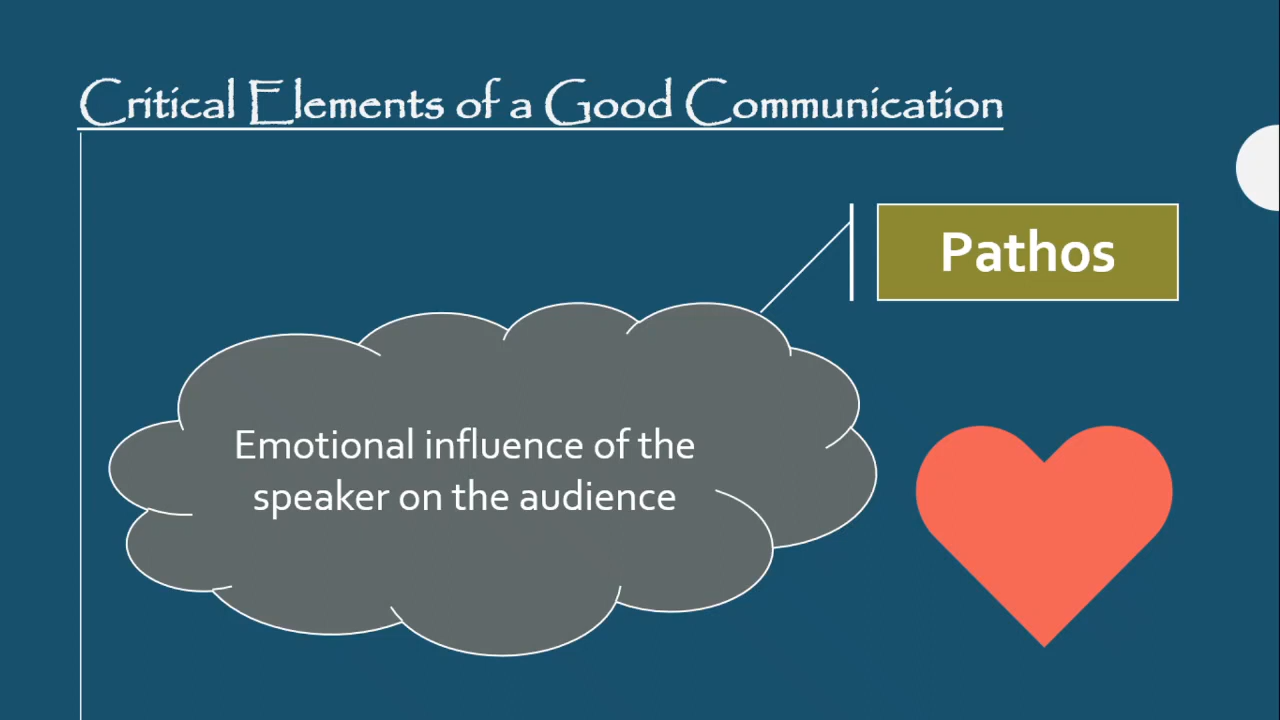 Critical Elements of a Good Communication
Pathos
Emotional influence of the
speaker on the audience